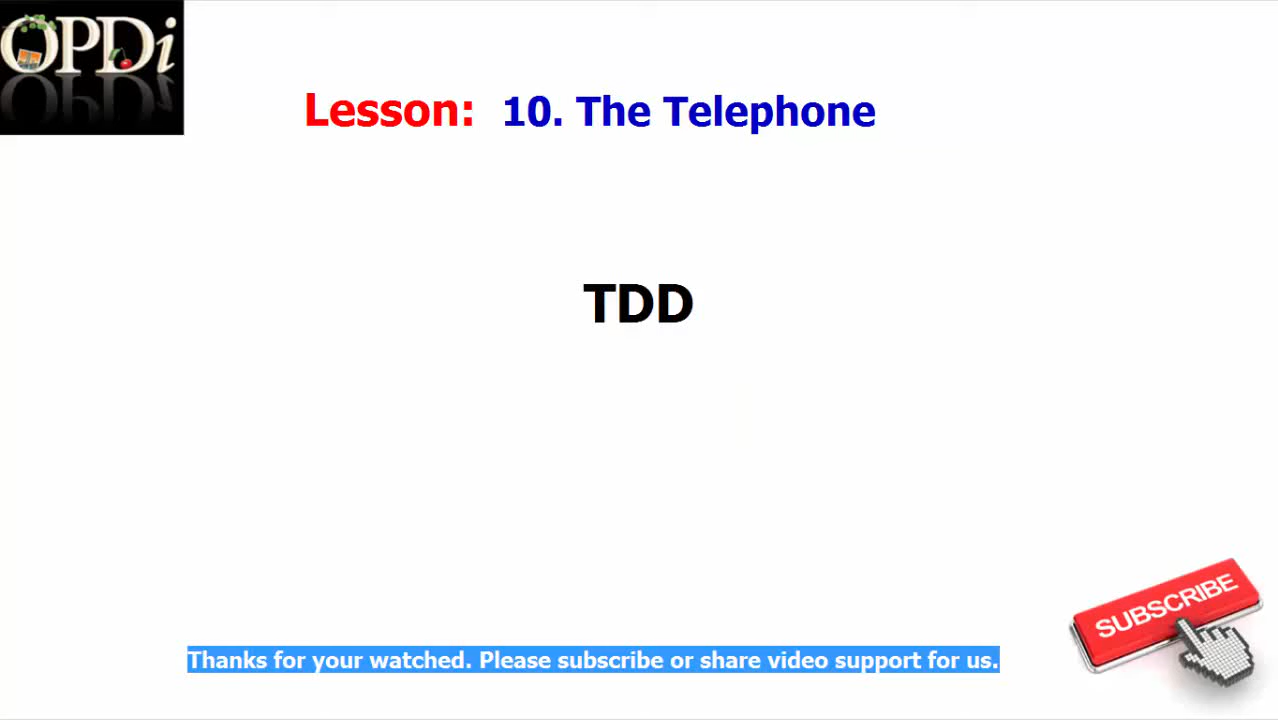 OPDi
Lesson: 10. The Telephone
TDD
SUBSCRIBE
Thanks for your watched. Please subscribe or share video support for us.